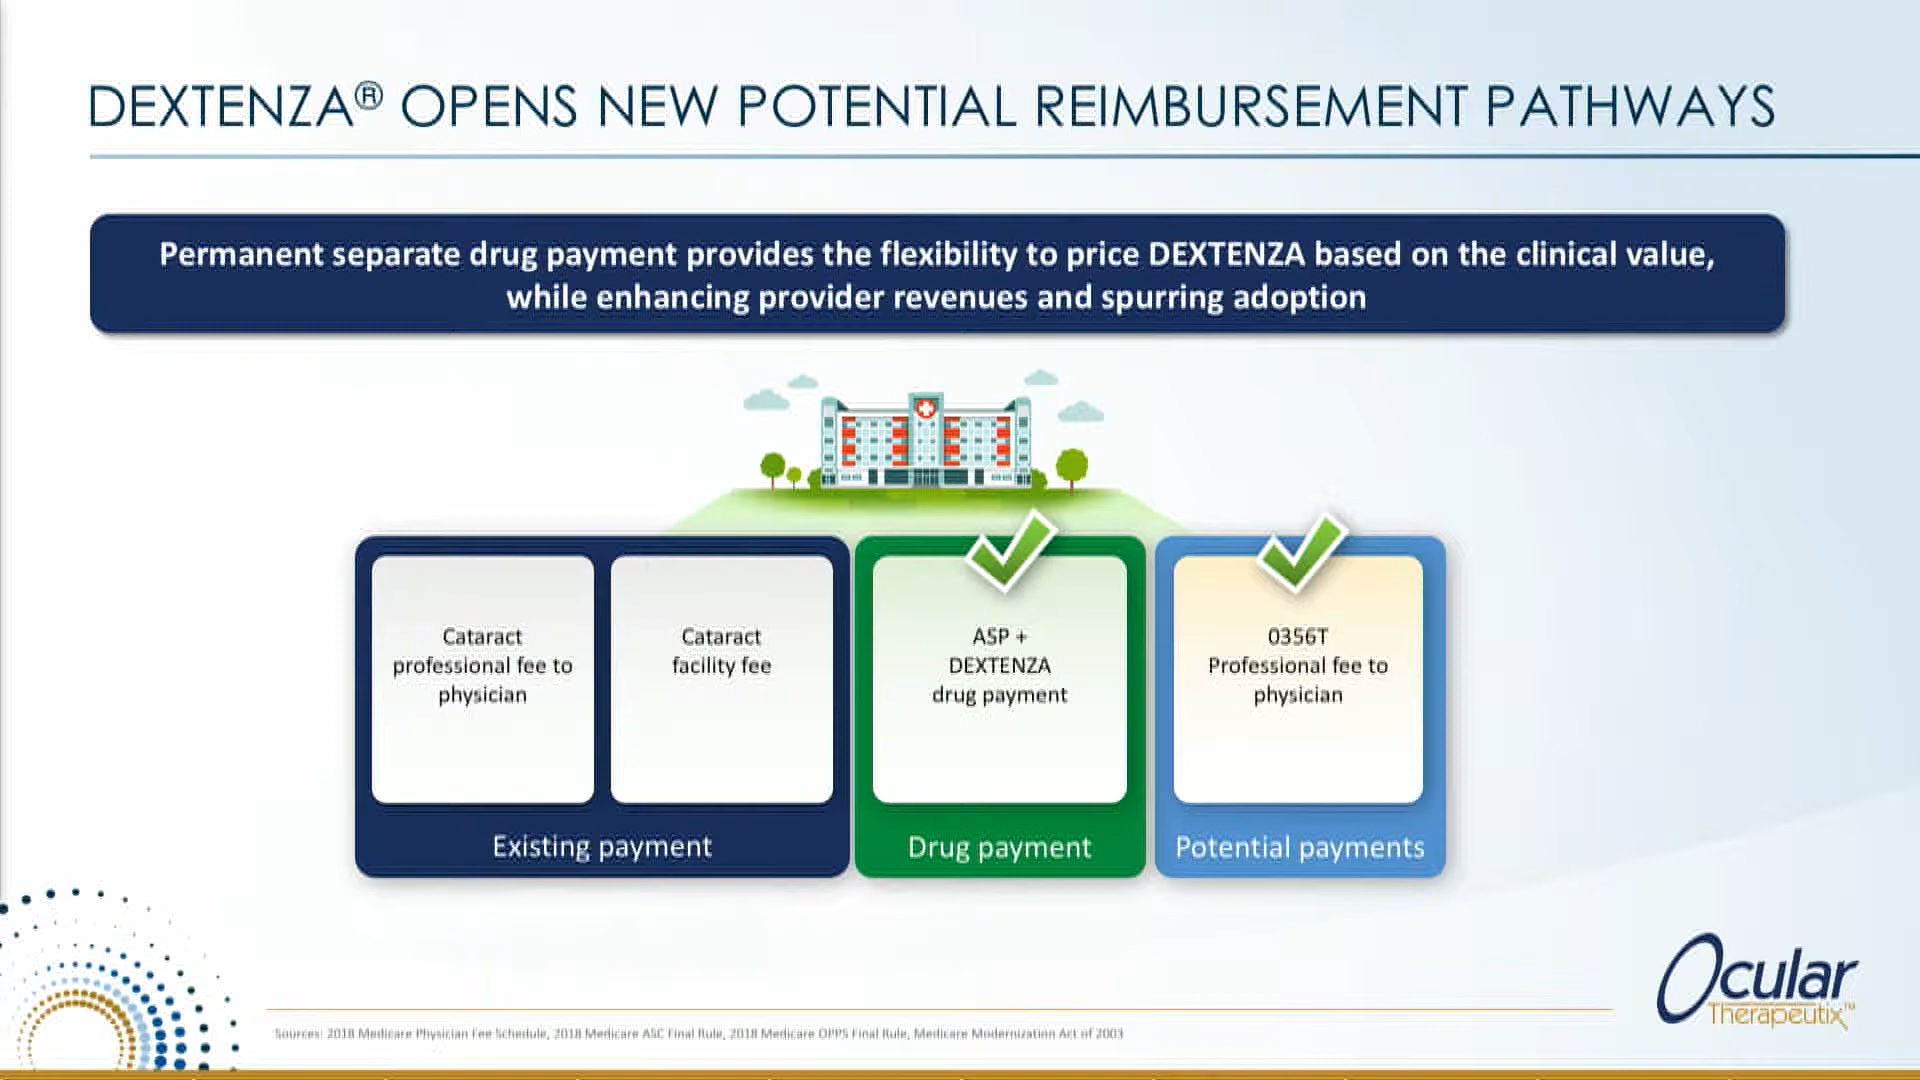 DEXTENZA® OPENS NEW POTENTIAL REIMBURSEMENT PATHWAYS
Permanent separate drug payment provides the flexibility to price DEXTENZA based on the clinical value,
while enhancing provider revenues and spurring adoption
Cataract
professional fee to
physician
Cataract
facility fee
Existing payment
ASP +
DEXTENZA
drug payment
Drug payment
0356T
Professional fee to
physician
Potential payments
Sources: 2018 Medicare Physician Fee Schedule, 2018 Medicare ASC Final Rule, 2018 Medicare OPPS Final Rule, Medicare Modernization Act of 2003
Ocular
Therapeutix™